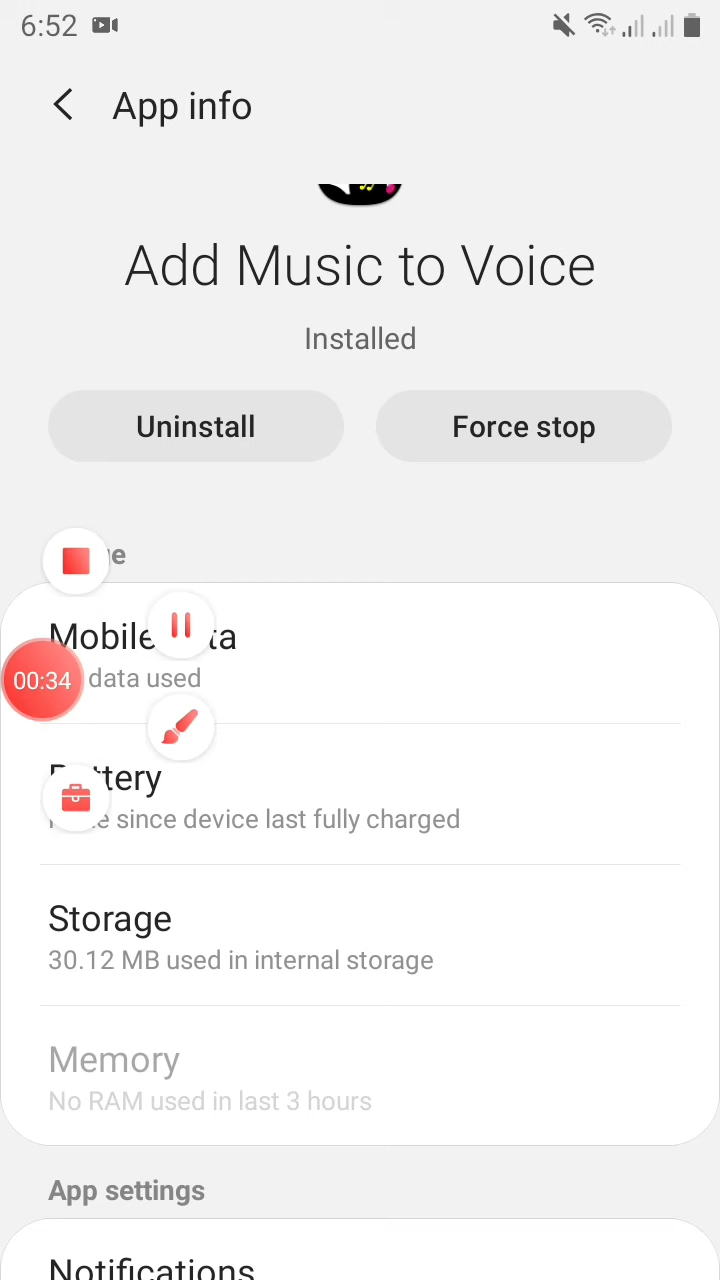 6:52
App info
Add Music to Voice
Installed
Uninstall
Force stop
Mobile
data used
00:34
since device last fully charged
Storage
30.12 MB used in internal storage
Memory
No RAM used in last 3 hours
App settings
Notifications